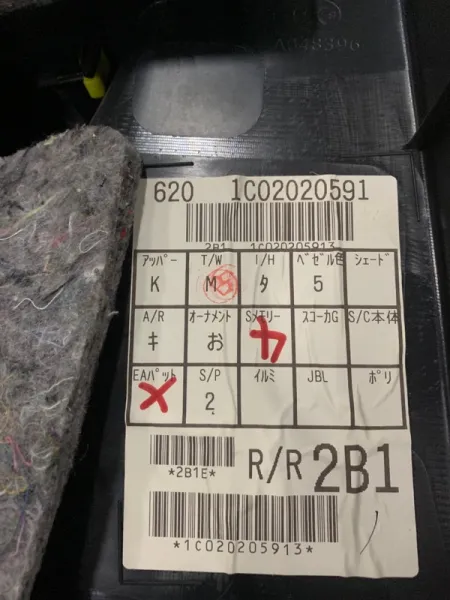 A048396
620 1C02020591
2B1 1C020205913
アッパー T/W I/H ベゼル色 シェード
K M タ 5
A/R オーナメント Sメモリー スコーカG S/C本体
キ お 4
EAパット S/P イルミ JBL ポリ
X 2
*2B1E* R/R 2B1
*1C020205913*